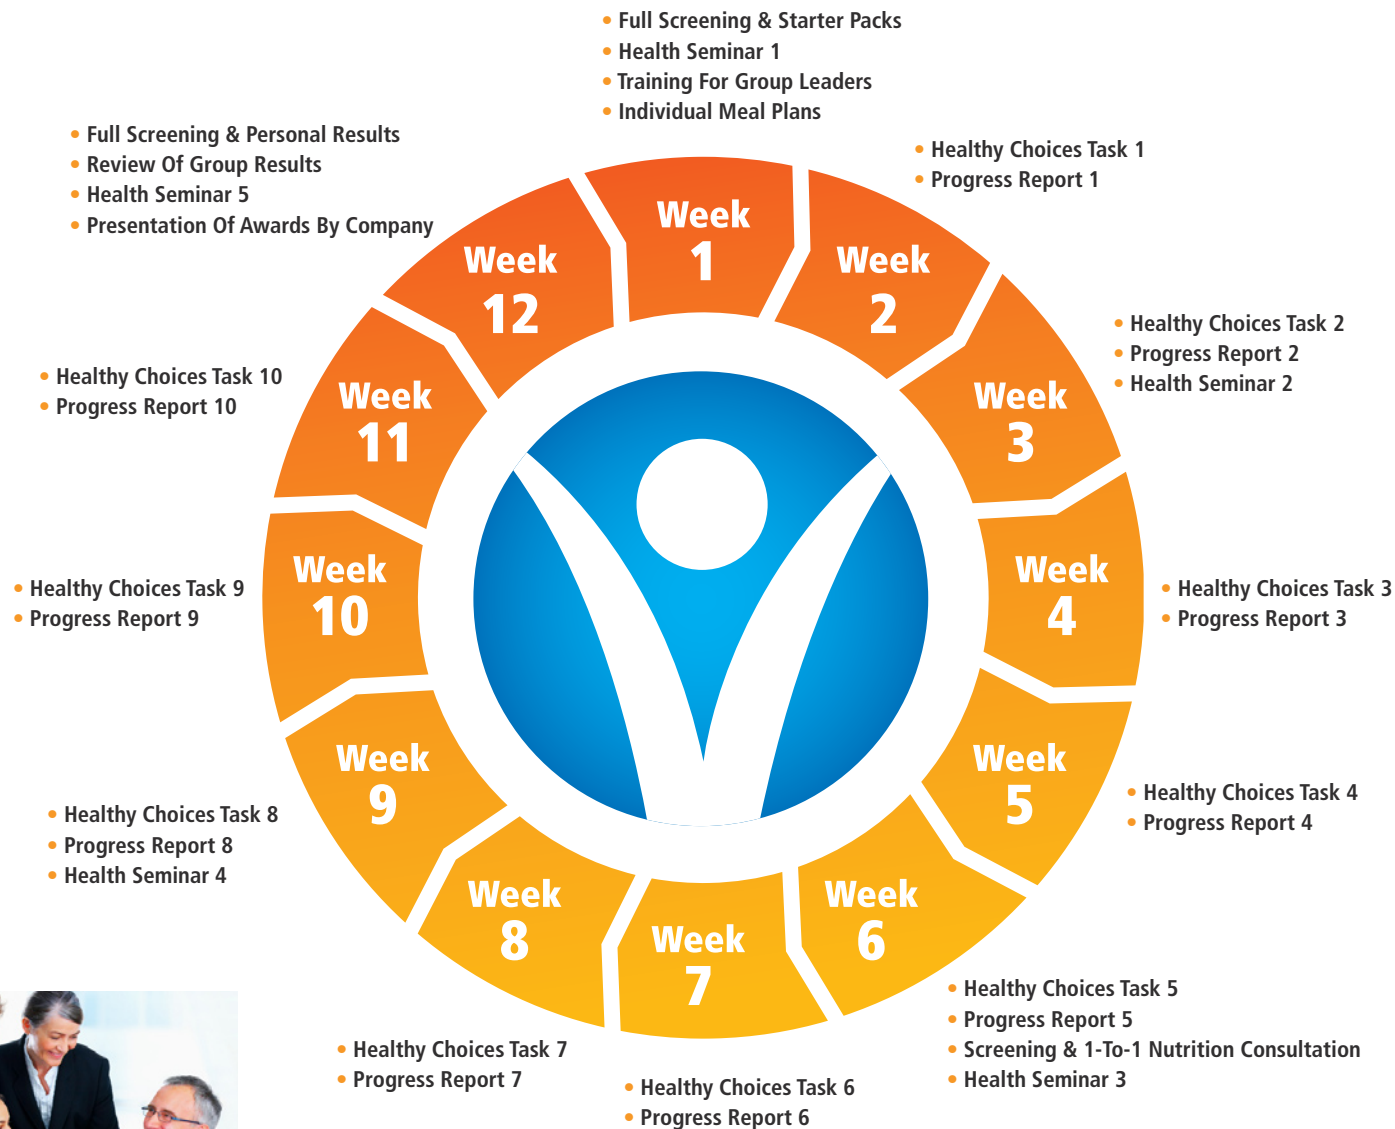 • Full Screening & Starter Packs
• Health Seminar 1
• Training For Group Leaders
• Individual Meal Plans
Week
1
• Healthy Choices Task 1
• Progress Report 1
Week
2
• Healthy Choices Task 2
• Progress Report 2
• Health Seminar 2
Week
3
• Healthy Choices Task 3
• Progress Report 3
Week
4
• Healthy Choices Task 4
• Progress Report 4
Week
5
• Healthy Choices Task 5
• Progress Report 5
• Screening & 1-To-1 Nutrition Consultation
• Health Seminar 3
Week
6
• Healthy Choices Task 6
• Progress Report 6
Week
7
• Healthy Choices Task 7
• Progress Report 7
Week
8
• Healthy Choices Task 8
• Progress Report 8
• Health Seminar 4
Week
9
• Healthy Choices Task 9
• Progress Report 9
Week
10
• Healthy Choices Task 10
• Progress Report 10
Week
11
• Full Screening & Personal Results
• Review Of Group Results
• Health Seminar 5
• Presentation Of Awards By Company
Week
12